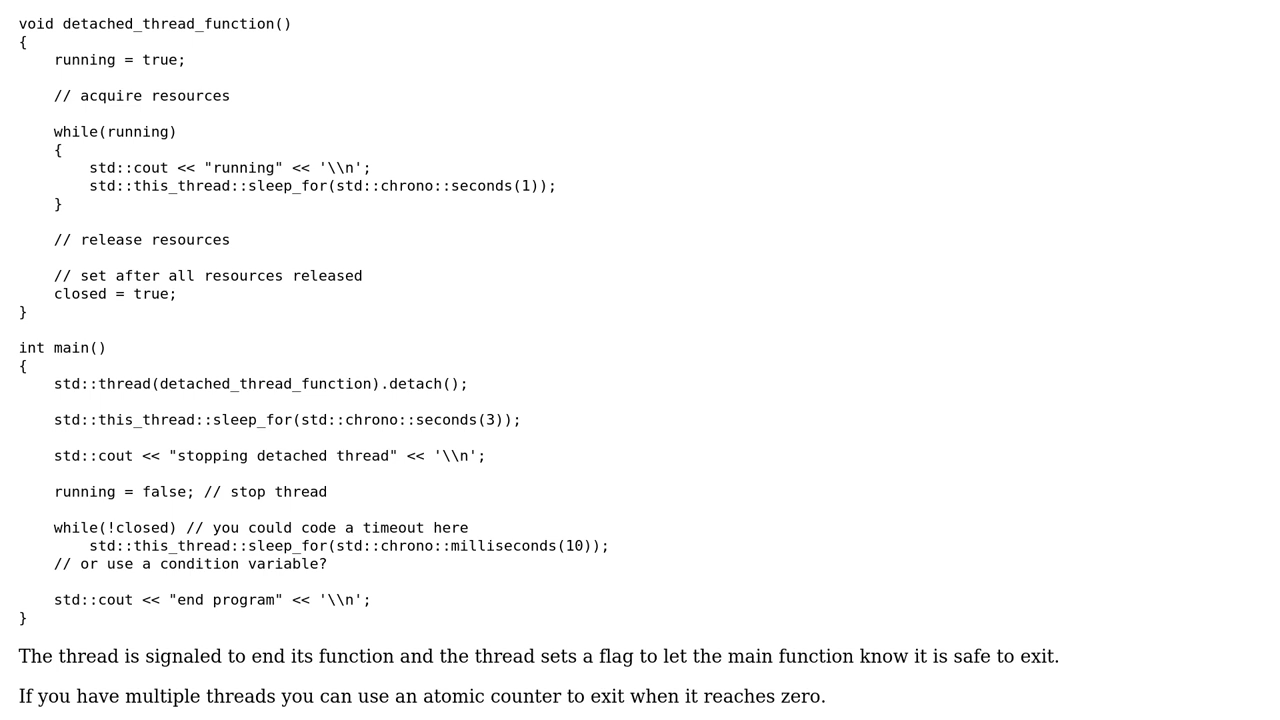 void detached_thread_function()
{
    running = true;

    // acquire resources

    while(running)
    {
        std::cout << "running" << '\\n';
        std::this_thread::sleep_for(std::chrono::seconds(1));
    }

    // release resources

    // set after all resources released
    closed = true;
}

int main()
{
    std::thread(detached_thread_function).detach();

    std::this_thread::sleep_for(std::chrono::seconds(3));

    std::cout << "stopping detached thread" << '\\n';

    running = false; // stop thread

    while(!closed) // you could code a timeout here
        std::this_thread::sleep_for(std::chrono::milliseconds(10));
    // or use a condition variable?

    std::cout << "end program" << '\\n';
}
The thread is signaled to end its function and the thread sets a flag to let the main function know it is safe to exit.
If you have multiple threads you can use an atomic counter to exit when it reaches zero.